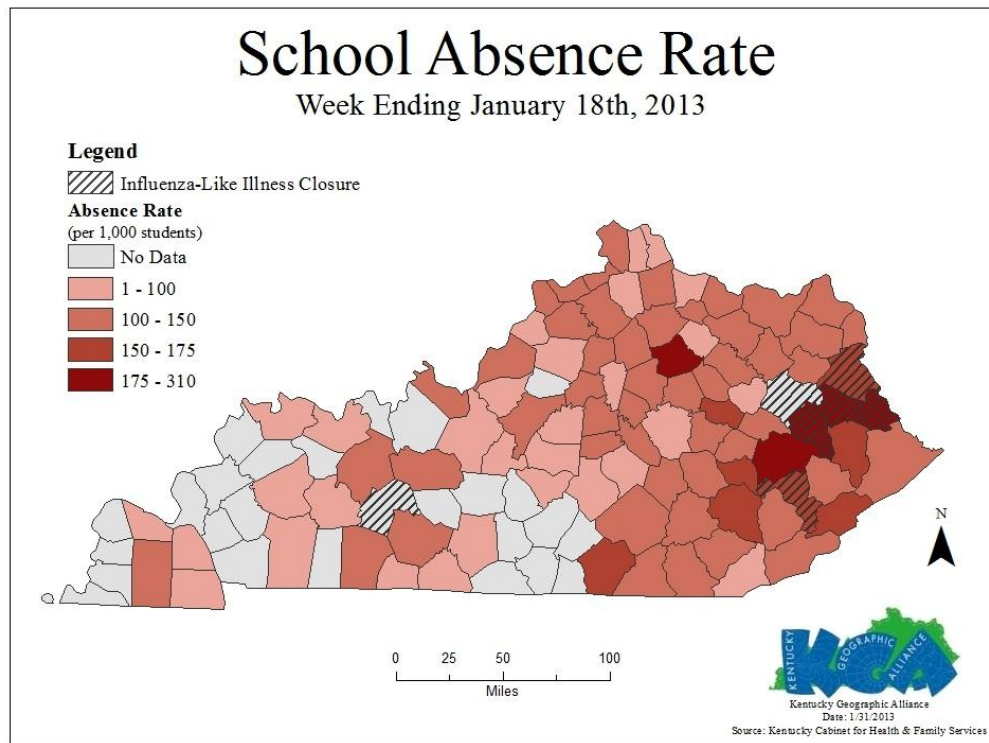 School Absence Rate
Week Ending January 18th, 2013
Legend
Influenza-Like Illness Closure
Absence Rate
(per 1,000 students)
No Data
1 - 100
100 - 150
150 - 175
175 - 310
N
0 25 50 100
Miles
KENTUCKY
GEOGRAPHIC
ALLIANCE
KGA
Kentucky Geographic Alliance
Date: 1/31/2013
Source: Kentucky Cabinet for Health & Family Services